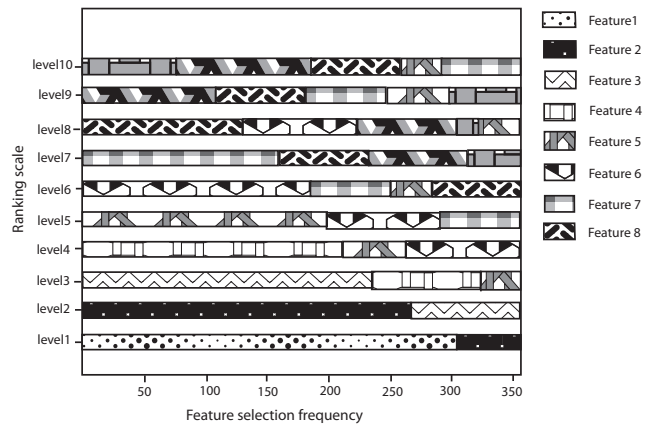 level10
level9
level8
level7
level6
level5
level4
level3
level2
level1
Ranking scale
50 100 150 200 250 300 350
Feature selection frequency
Feature1
Feature 2
Feature 3
Feature 4
Feature 5
Feature 6
Feature 7
Feature 8